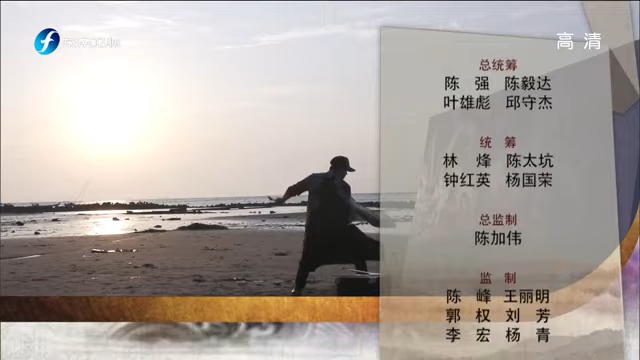 高 清
总统筹
陈 强 陈毅达
叶雄彪 邱守杰
统 筹
林 烽 陈太坑
钟红英 杨国荣
总监制
陈加伟
监 制
陈 峰 王丽明
郭 权 刘 芳
李 宏 杨 青